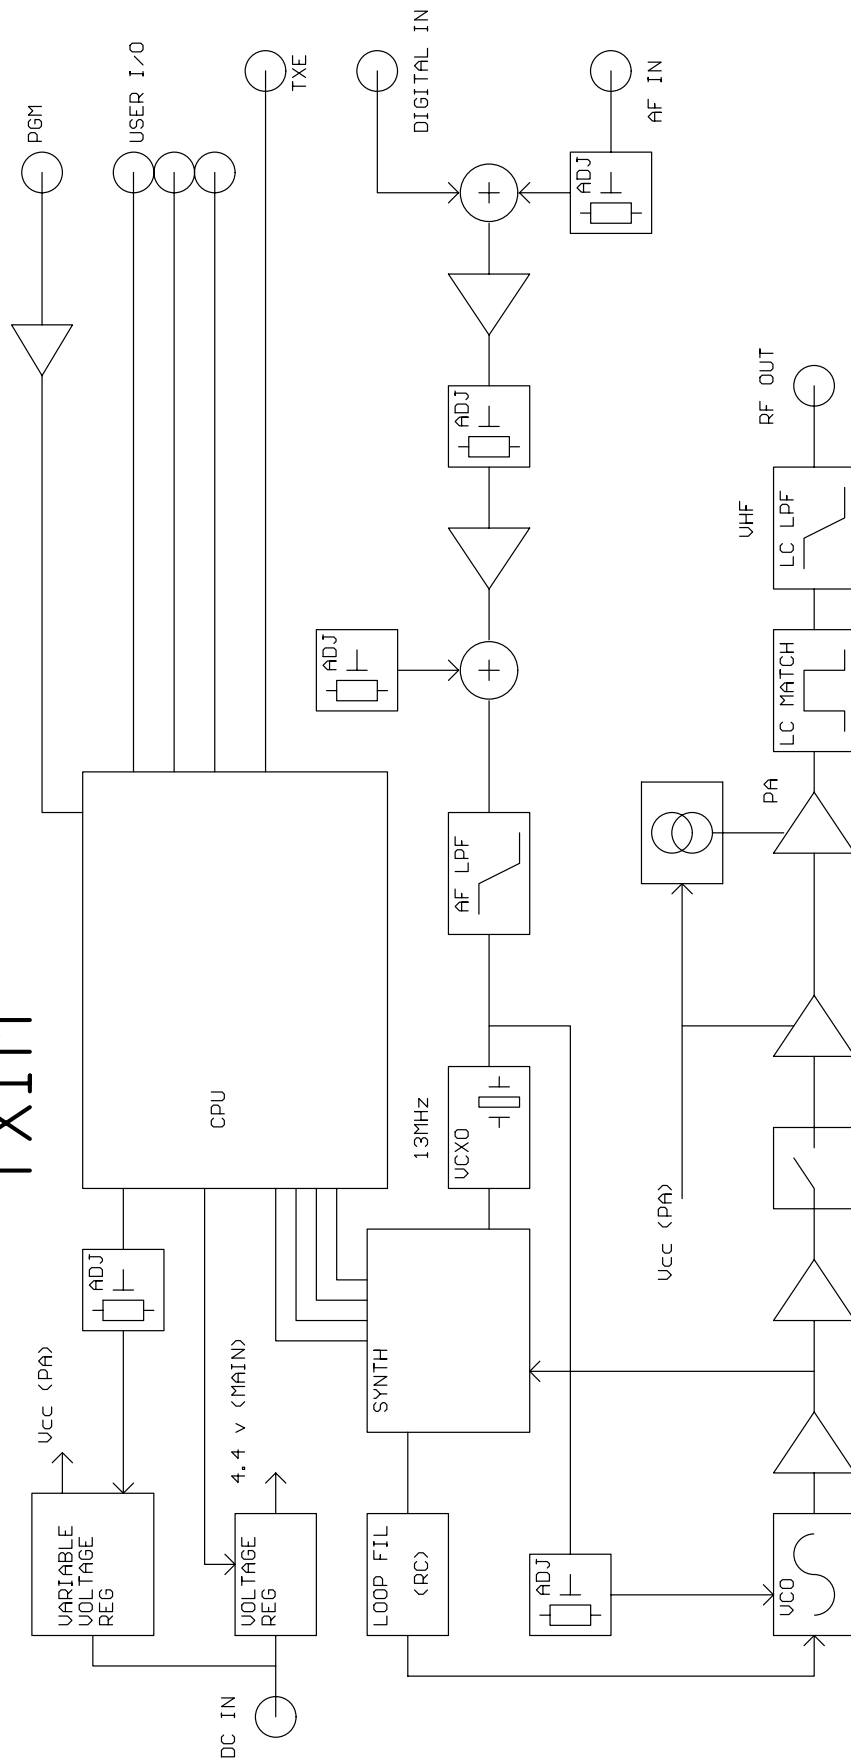 VARIABLE
VOLTAGE
REG
Vcc (PA)
ADJ
PGM
DC IN
VOLTAGE
REG
4.4 v (MAIN)
CPU
USER I/O
TXE
LOOP FIL
(RC)
SYNTH
13MHz
VCXO
AF LPF
ADJ
ADJ
DIGITAL IN
ADJ
AF IN
ADJ
Vcc (PA)
VCO
PA
LC MATCH
VHF
LC LPF
RF OUT